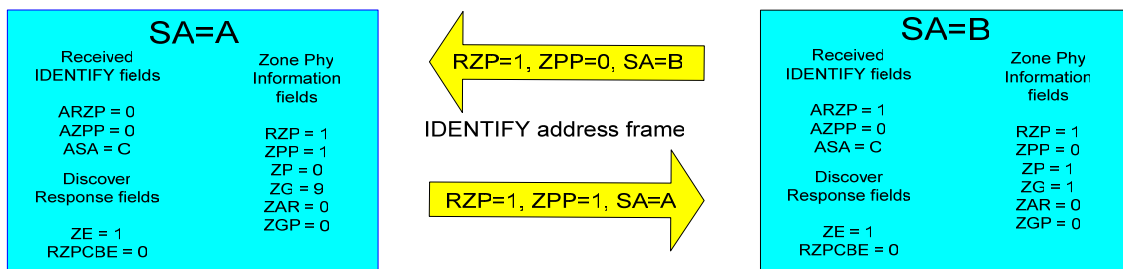 SA=A
Received
IDENTIFY fields
ARZP = 0
AZPP = 0
ASA = C
Discover
Response fields
ZE = 1
RZPCBE = 0
Zone Phy
Information
fields
RZP = 1
ZPP = 1
ZP = 0
ZG = 9
ZAR = 0
ZGP = 0
RZP=1, ZPP=0, SA=B
IDENTIFY address frame
RZP=1, ZPP=1, SA=A
SA=B
Received
IDENTIFY fields
ARZP = 1
AZPP = 0
ASA = C
Discover
Response fields
ZE = 1
RZPCBE = 0
Zone Phy
Information
fields
RZP = 1
ZPP = 0
ZP = 1
ZG = 1
ZAR = 0
ZGP = 0